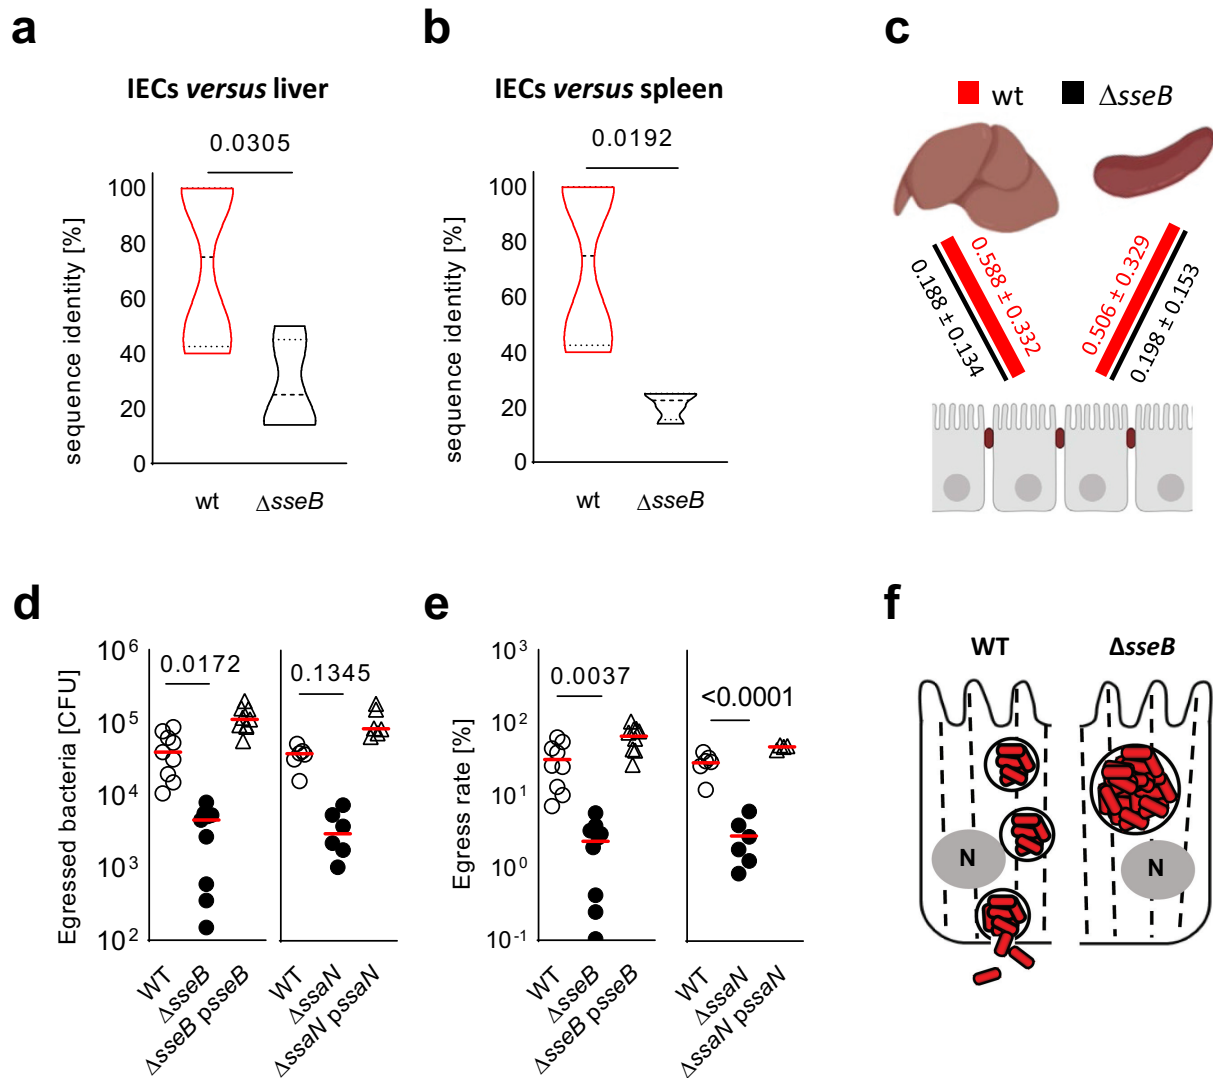 a
IECs versus liver
0.0305
sequence identity [%]
100
80
60
40
20
0
wt
ΔsseB
b
IECs versus spleen
0.0192
sequence identity [%]
100
80
60
40
20
0
wt
ΔsseB
c
wt
ΔsseB
0.188 ± 0.134
0.588 ± 0.332
0.506 ± 0.329
0.198 ± 0.153
d
Egressed bacteria [CFU]
10⁶
10⁵
10⁴
10³
10²
0.0172
0.1345
WT
ΔsseB
ΔsseB psseB
WT
ΔssaN
ΔssaN pssaN
e
Egress rate [%]
10³
10²
10¹
10⁰
10⁻¹
0.0037
<0.0001
WT
ΔsseB
ΔsseB psseB
WT
ΔssaN
ΔssaN pssaN
f
WT
ΔsseB
N
N